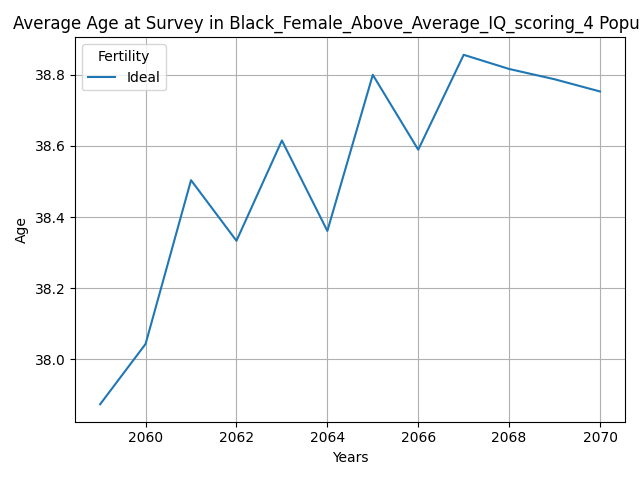 Average Age at Survey in Black_Female_Above_Average_IQ_scoring_4 Popu
Fertility
Ideal
38.8
38.6
38.4
38.2
38.0
Age
2060 2062 2064 2066 2068 2070
Years